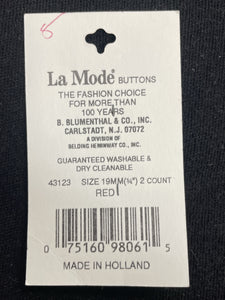 5
La Mode® BUTTONS
THE FASHION CHOICE
FOR MORE THAN
100 YEARS
B. BLUMENTHAL & CO., INC.
CARLSTADT, N.J. 07072
A DIVISION OF
BELDING HEMINWAY CO., INC.
GUARANTEED WASHABLE &
DRY CLEANABLE
43123 SIZE 19MM(¾") 2 COUNT
RED
0 75160 98061 5
MADE IN HOLLAND